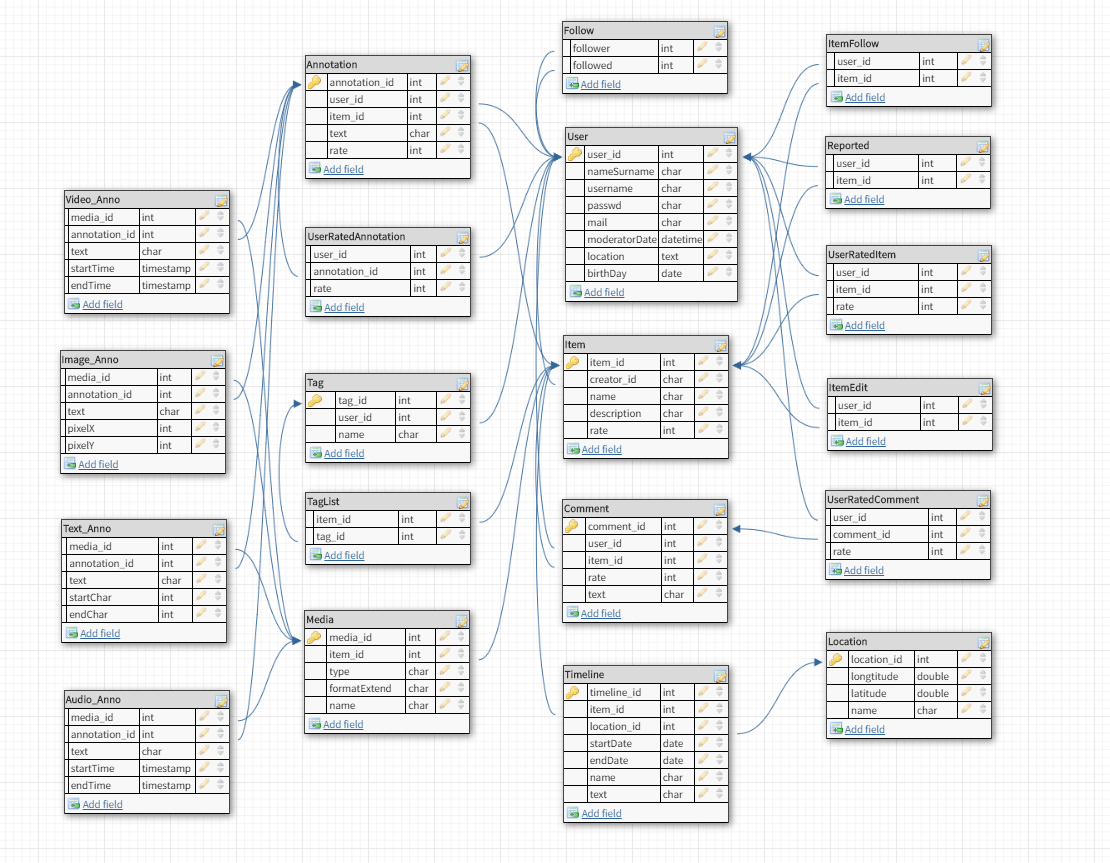 Video_Anno
media_id int
annotation_id int
text char
startTime timestamp
endTime timestamp
Add field
Image_Anno
media_id int
annotation_id int
text char
pixelX int
pixelY int
Add field
Text_Anno
media_id int
annotation_id int
text char
startChar int
endChar int
Add field
Audio_Anno
media_id int
annotation_id int
text char
startTime timestamp
endTime timestamp
Add field
Annotation
annotation_id int
user_id int
item_id int
text char
rate int
Add field
UserRatedAnnotation
user_id int
annotation_id int
rate int
Add field
Tag
tag_id int
user_id int
name char
Add field
TagList
item_id int
tag_id int
Add field
Media
media_id int
item_id int
type char
formatExtend char
name char
Add field
Follow
follower int
followed int
Add field
User
user_id int
nameSurname char
username char
passwd char
mail char
moderatorDate datetime
location text
birthDay date
Add field
Item
item_id int
creator_id char
name char
description char
rate int
Add field
Comment
comment_id int
user_id int
item_id int
rate int
text char
Add field
Timeline
timeline_id int
item_id int
location_id int
startDate date
endDate date
name char
text char
Add field
ItemFollow
user_id int
item_id int
Add field
Reported
user_id int
item_id int
Add field
UserRatedItem
user_id int
item_id int
rate int
Add field
ItemEdit
user_id int
item_id int
Add field
UserRatedComment
user_id int
comment_id int
rate int
Add field
Location
location_id int
longtitude double
latitude double
name char
Add field